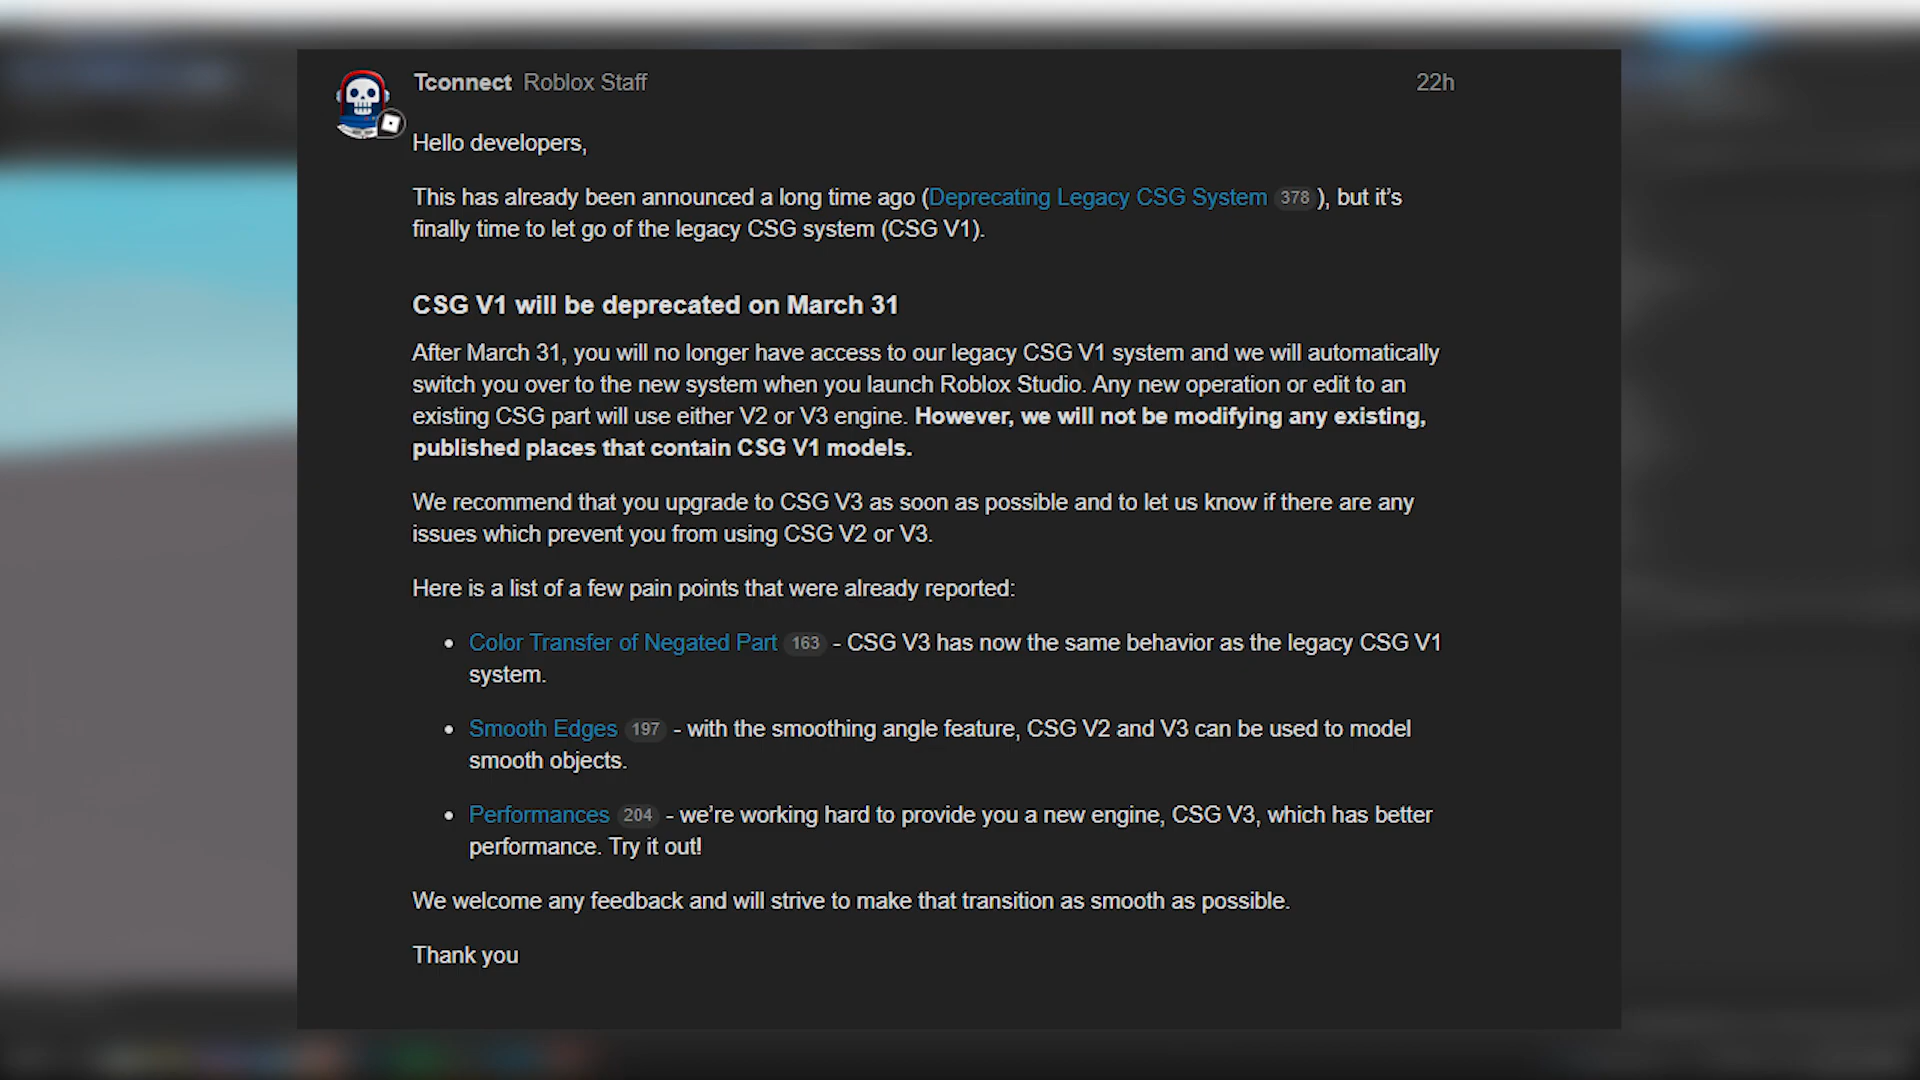 Tconnect Roblox Staff 22h
Hello developers,
This has already been announced a long time ago (Deprecating Legacy CSG System 378 ), but it’s
finally time to let go of the legacy CSG system (CSG V1).
CSG V1 will be deprecated on March 31
After March 31, you will no longer have access to our legacy CSG V1 system and we will automatically
switch you over to the new system when you launch Roblox Studio. Any new operation or edit to an
existing CSG part will use either V2 or V3 engine. However, we will not be modifying any existing,
published places that contain CSG V1 models.
We recommend that you upgrade to CSG V3 as soon as possible and to let us know if there are any
issues which prevent you from using CSG V2 or V3.
Here is a list of a few pain points that were already reported:
• Color Transfer of Negated Part 163 - CSG V3 has now the same behavior as the legacy CSG V1
system.
• Smooth Edges 197 - with the smoothing angle feature, CSG V2 and V3 can be used to model
smooth objects.
• Performances 204 - we’re working hard to provide you a new engine, CSG V3, which has better
performance. Try it out!
We welcome any feedback and will strive to make that transition as smooth as possible.
Thank you